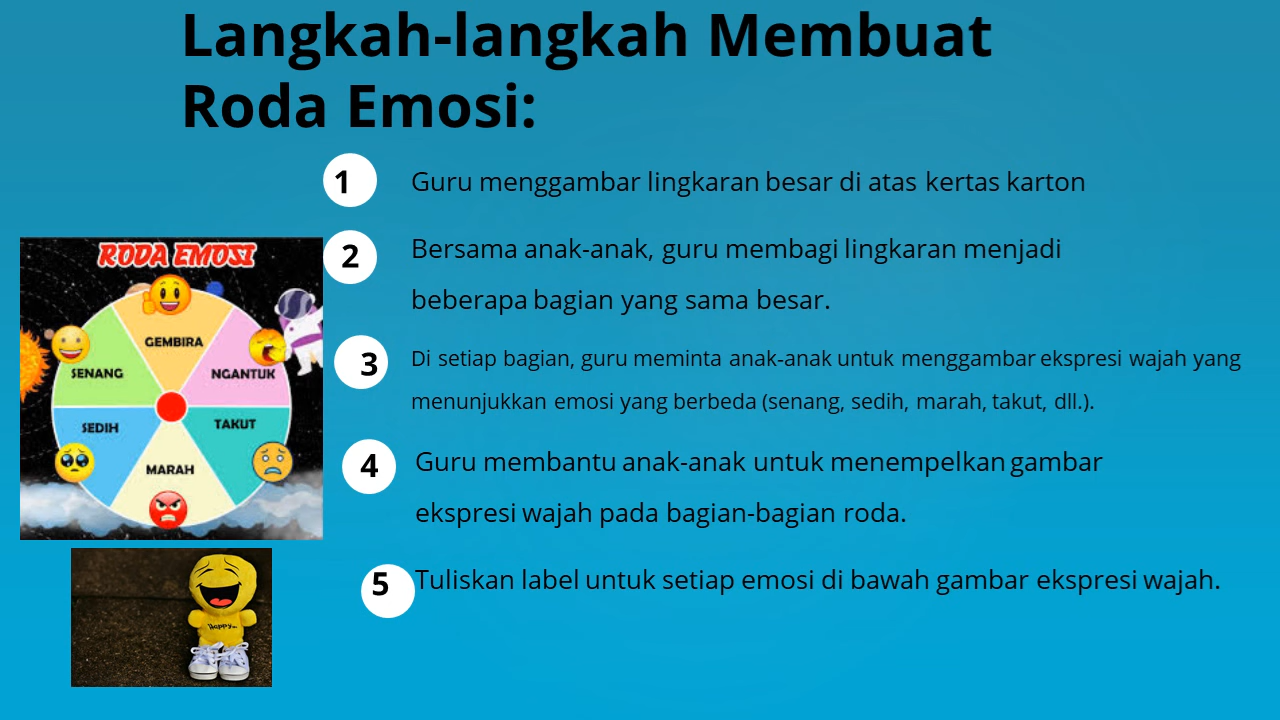 Langkah-langkah Membuat
Roda Emosi:
1
Guru menggambar lingkaran besar di atas kertas karton
2
Bersama anak-anak, guru membagi lingkaran menjadi
beberapa bagian yang sama besar.
3
Di setiap bagian, guru meminta anak-anak untuk menggambar ekspresi wajah yang
menunjukkan emosi yang berbeda (senang, sedih, marah, takut, dll.).
4
Guru membantu anak-anak untuk menempelkan gambar
ekspresi wajah pada bagian-bagian roda.
5
Tuliskan label untuk setiap emosi di bawah gambar ekspresi wajah.
RODA EMOSI
GEMBIRA
SENANG
NGANTUK
SEDIH
TAKUT
MARAH
Happy..